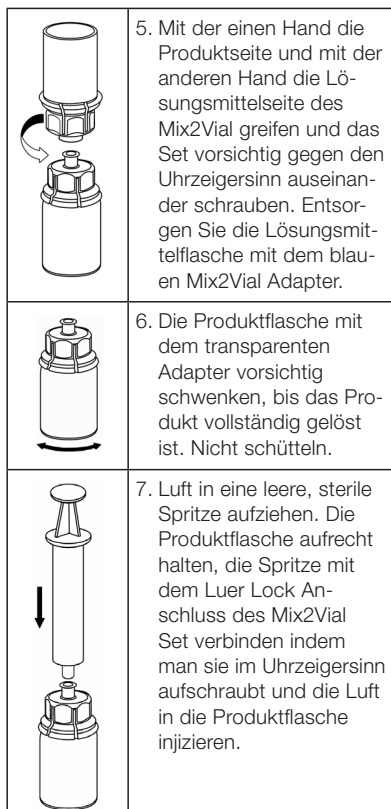 5. Mit der einen Hand die
Produktseite und mit der
anderen Hand die Lö-
sungsmittelseite des
Mix2Vial greifen und das
Set vorsichtig gegen den
Uhrzeigersinn auseinan-
der schrauben. Entsor-
gen Sie die Lösungsmit-
telflasche mit dem blau-
en Mix2Vial Adapter.
6. Die Produktflasche mit
dem transparenten
Adapter vorsichtig
schwenken, bis das Pro-
dukt vollständig gelöst
ist. Nicht schütteln.
7. Luft in eine leere, sterile
Spritze aufziehen. Die
Produktflasche aufrecht
halten, die Spritze mit
dem Luer Lock An-
schluss des Mix2Vial
Set verbinden indem
man sie im Uhrzeigersinn
aufschraubt und die Luft
in die Produktflasche
injizieren.